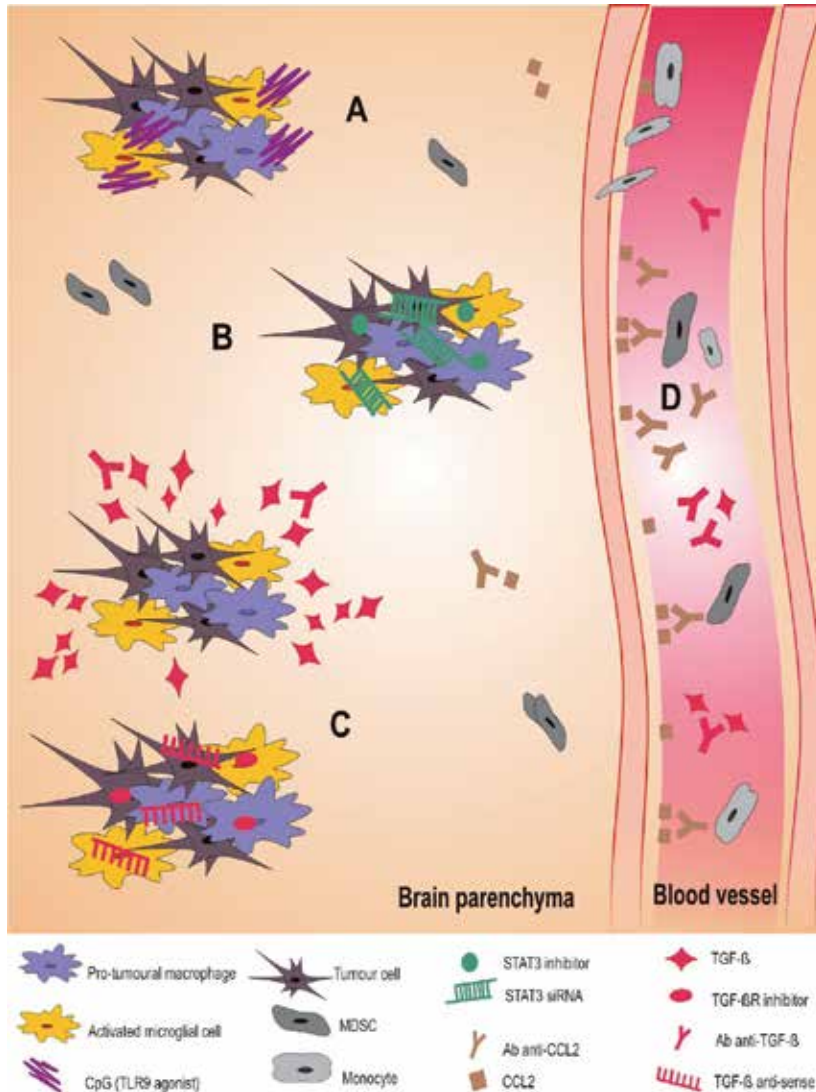 A
B
D
C
Brain parenchyma
Blood vessel
Pro-tumoural macrophage
Tumour cell
STAT3 inhibitor
TGF-ß
STAT3 siRNA
TGF-ßR inhibitor
Activated microglial cell
MDSC
Ab anti-CCL2
Ab anti-TGF-ß
CpG (TLR9 agonist)
Monocyte
CCL2
TGF-ß anti-sense